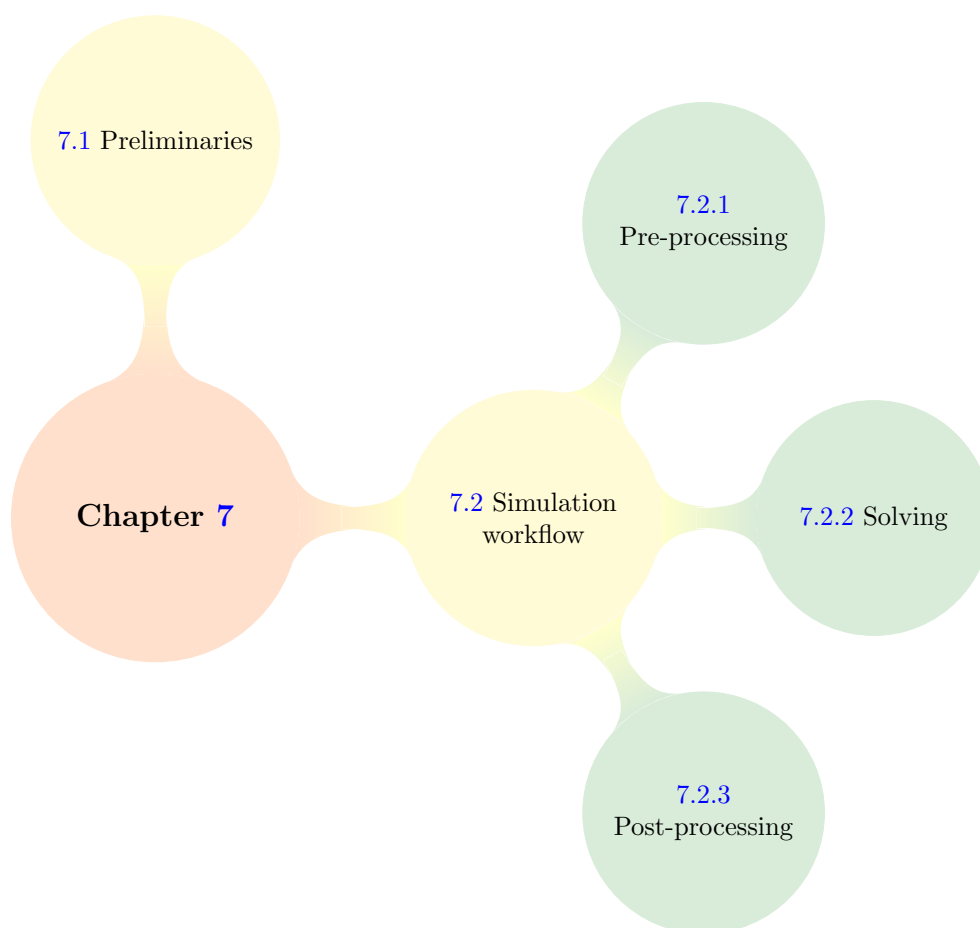 7.1 Preliminaries
7.2.1
Pre-processing
Chapter 7
7.2 Simulation
workflow
7.2.2 Solving
7.2.3
Post-processing